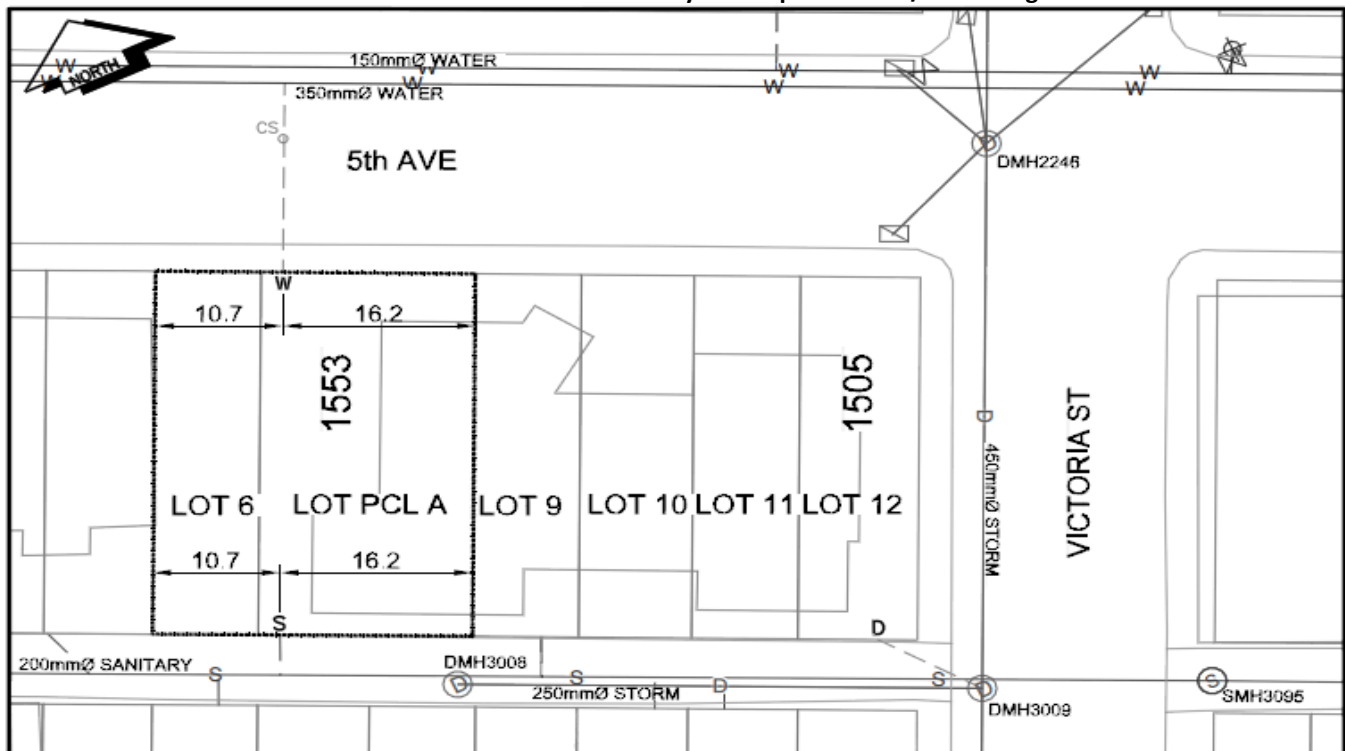 NORTH
150mmØ WATER
W
W
W
W
W
350mmØ WATER
W
W
W
CS
5th AVE
D
DMH2246
W
10.7
16.2
1553
1505
D
450mmØ STORM
VICTORIA ST
LOT 6
LOT PCL A
LOT 9
LOT 10
LOT 11
LOT 12
10.7
16.2
S
D
200mmØ SANITARY
S
DMH3008
D
S
250mmØ STORM
D
S
D
DMH3009
S
SMH3095